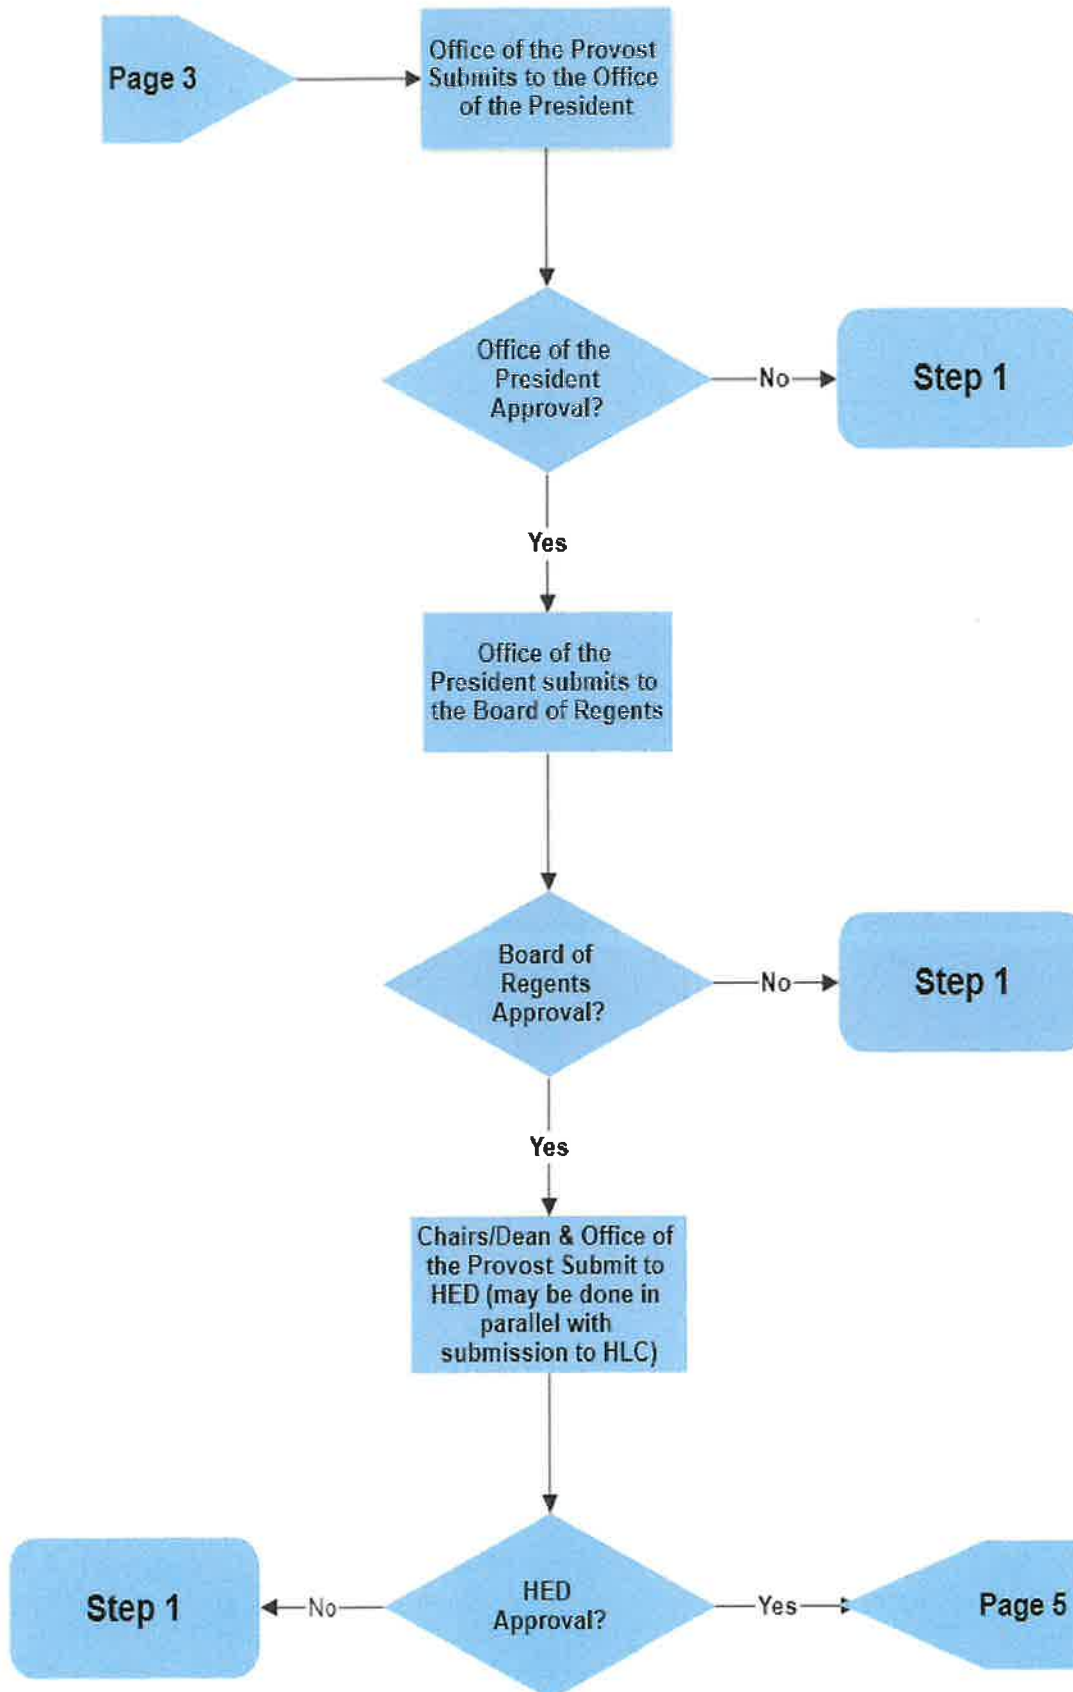 Page 3
Office of the Provost
Submits to the Office
of the President
Office of the
President
Approval?
No
Step 1
Yes
Office of the
President submits to
the Board of Regents
Board of
Regents
Approval?
No
Step 1
Yes
Chairs/Dean & Office of
the Provost Submit to
HED (may be done in
parallel with
submission to HLC)
Step 1
No
HED
Approval?
Yes
Page 5